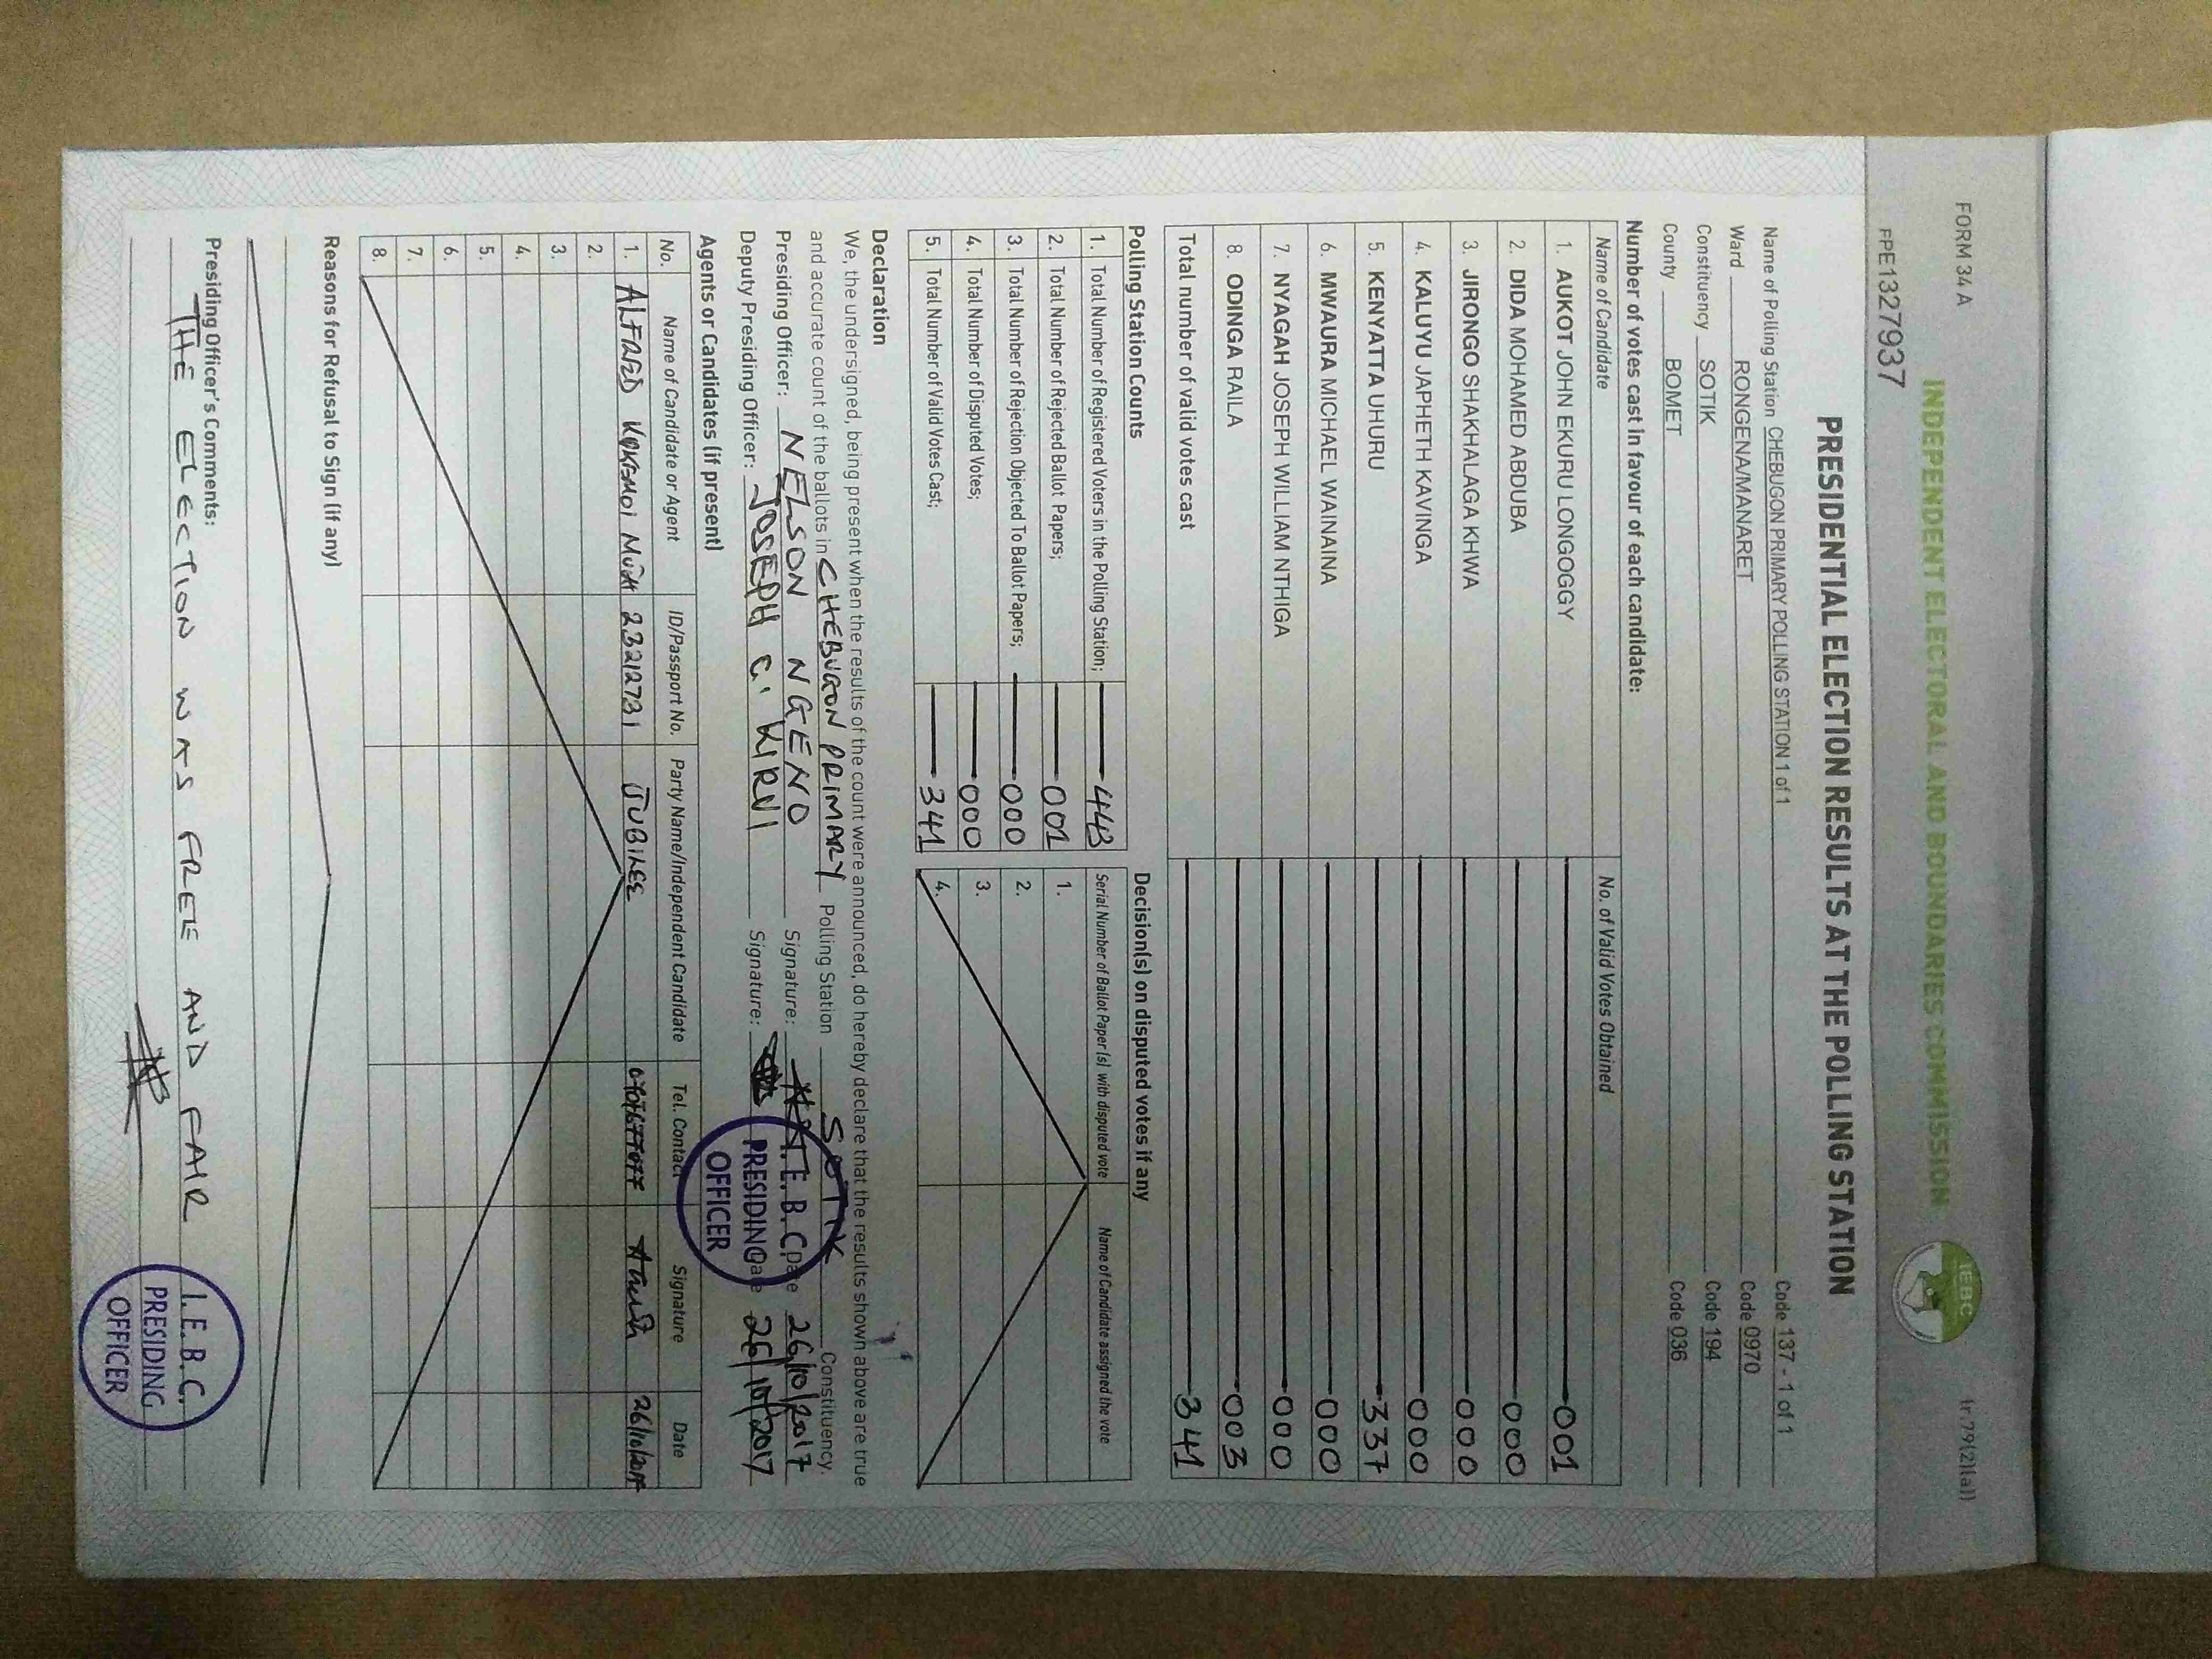 FORM 34 A (r.79(2)(a))
INDEPENDENT ELECTORAL AND BOUNDARIES COMMISSION
IEBC
FPE1327937
PRESIDENTIAL ELECTION RESULTS AT THE POLLING STATION
Name of Polling Station CHEBUGON PRIMARY POLLING STATION 1 of 1 Code 137 - 1 of 1
Ward RONGENA/MANARET Code 0970
Constituency SOTIK Code 194
County BOMET Code 036
Number of votes cast in favour of each candidate:
Name of Candidate No. of Valid Votes Obtained
1. AUKOT JOHN EKURU LONGOGGY 001
2. DIDA MOHAMED ABDUBA 000
3. JIRONGO SHAKHALAGA KHWA 000
4. KALUYU JAPHETH KAVINGA 000
5. KENYATTA UHURU 337
6. MWAURA MICHAEL WAINAINA 000
7. NYAGAH JOSEPH WILLIAM NTHIGA 000
8. ODINGA RAILA 003
Total number of valid votes cast 341
Polling Station Counts
1. Total Number of Registered Voters in the Polling Station; 443
2. Total Number of Rejected Ballot Papers; 001
3. Total Number of Rejection Objected To Ballot Papers; 000
4. Total Number of Disputed Votes; 000
5. Total Number of Valid Votes Cast; 341
Decision(s) on disputed votes if any
Serial Number of Ballot Paper (s) with disputed vote Name of Candidate assigned the vote
1.
2.
3.
4.
Declaration
We, the undersigned, being present when the results of the count were announced, do hereby declare that the results shown above are true
and accurate count of the ballots in CHEBUGON PRIMARY Polling Station SOTIK Constituency.
Presiding Officer: NELSON NGENO Signature: Date 26/10/2017
Deputy Presiding Officer: JOSEPH C. KIRUI Signature: Date 26/10/2017
I.E.B.C.
PRESIDING
OFFICER
Agents or Candidates (if present)
No. Name of Candidate or Agent ID/Passport No. Party Name/Independent Candidate Tel. Contact Signature Date
1. ALFRED 23212731 JUBILEE 26/10/2017
2.
3.
4.
5.
6.
7.
8.
Reasons for Refusal to Sign (if any)
Presiding Officer's Comments:
THE ELECTION WAS FREE AND FAIR
I.E.B.C.
PRESIDING
OFFICER